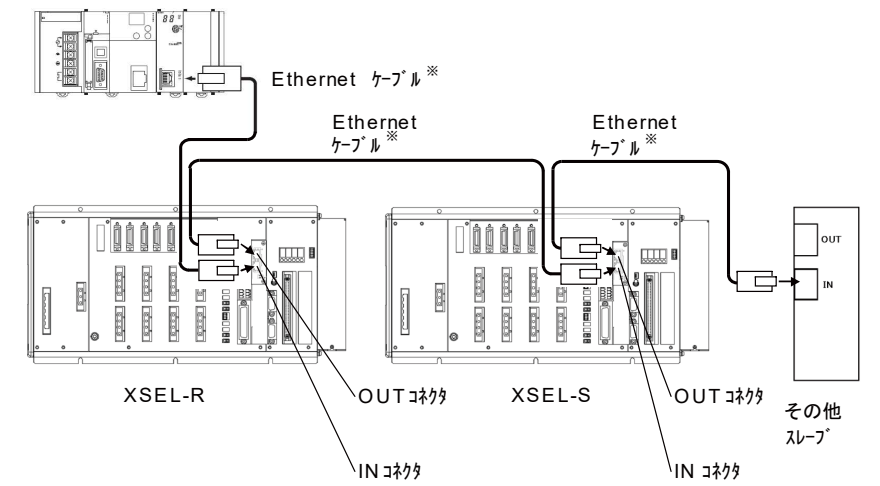 Ethernet ｹｰﾌﾞﾙ※
Ethernet
ｹｰﾌﾞﾙ※
Ethernet
ｹｰﾌﾞﾙ※
OUT
IN
XSEL-R
OUTｺﾈｸﾀ
XSEL-S
OUTｺﾈｸﾀ
その他
ｽﾚｰﾌﾞ
INｺﾈｸﾀ
INｺﾈｸﾀ